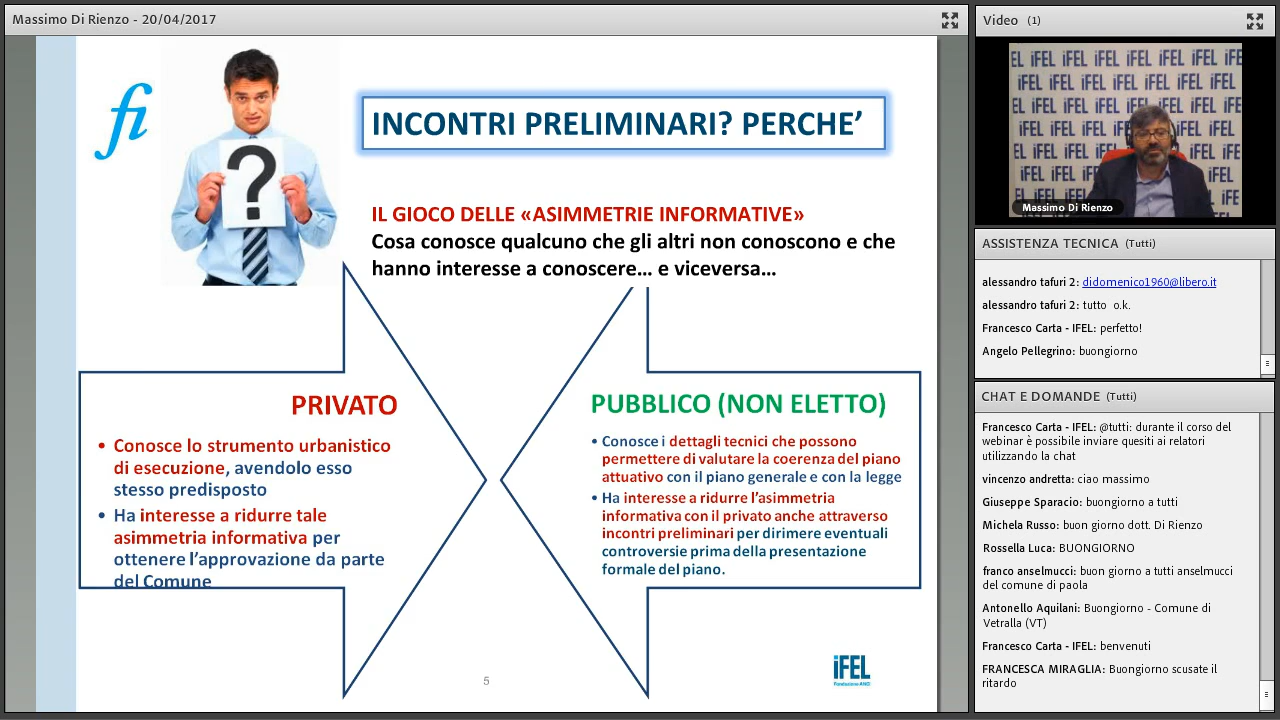 Massimo Di Rienzo - 20/04/2017
fi
?
INCONTRI PRELIMINARI? PERCHE’
IL GIOCO DELLE «ASIMMETRIE INFORMATIVE»
Cosa conosce qualcuno che gli altri non conoscono e che
hanno interesse a conoscere... e viceversa...
PRIVATO
• Conosce lo strumento urbanistico
di esecuzione, avendolo esso
stesso predisposto
• Ha interesse a ridurre tale
asimmetria informativa per
ottenere l’approvazione da parte
del Comune
PUBBLICO (NON ELETTO)
• Conosce i dettagli tecnici che possono
permettere di valutare la coerenza del piano
attuativo con il piano generale e con la legge
• Ha interesse a ridurre l’asimmetria
informativa con il privato anche attraverso
incontri preliminari per dirimere eventuali
controversie prima della presentazione
formale del piano.
5
iFEL
Fondazione ANCI
Video (1)
iFEL iFEL iFEL iFEL
Massimo Di Rienzo
ASSISTENZA TECNICA (Tutti)
alessandro tafuri 2: didomenico1960@libero.it
alessandro tafuri 2: tutto o.k.
Francesco Carta - IFEL: perfetto!
Angelo Pellegrino: buongiorno
CHAT E DOMANDE (Tutti)
Francesco Carta - IFEL: @tutti: durante il corso del
webinar è possibile inviare quesiti ai relatori
utilizzando la chat
vincenzo andretta: ciao massimo
Giuseppe Sparacio: buongiorno a tutti
Michela Russo: buon giorno dott. Di Rienzo
Rossella Luca: BUONGIORNO
franco anselmucci: buon giorno a tutti anselmucci
del comune di paola
Antonello Aquilani: Buongiorno - Comune di
Vetralla (VT)
Francesco Carta - IFEL: benvenuti
FRANCESCA MIRAGLIA: Buongiorno scusate il
ritardo